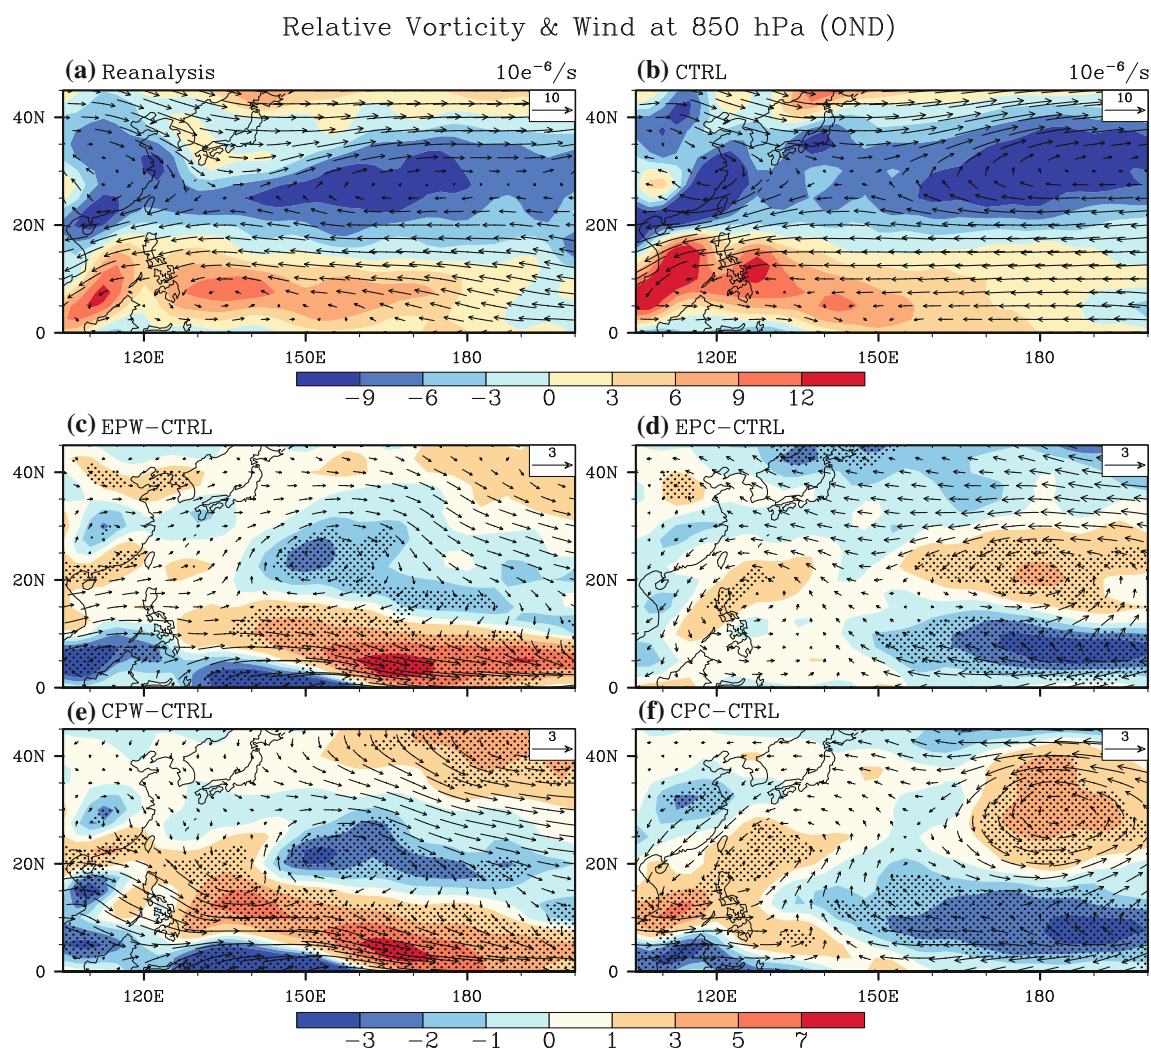 Relative Vorticity & Wind at 850 hPa (OND)
(a) Reanalysis 10e⁻⁶/s
(b) CTRL 10e⁻⁶/s
10
10
40N
20N
0
120E 150E 180
40N
20N
0
120E 150E 180
−9 −6 −3 0 3 6 9 12
(c) EPW−CTRL
(d) EPC−CTRL
3
3
40N
20N
0
40N
20N
0
(e) CPW−CTRL
(f) CPC−CTRL
3
3
40N
20N
0
120E 150E 180
40N
20N
0
120E 150E 180
−3 −2 −1 0 1 3 5 7